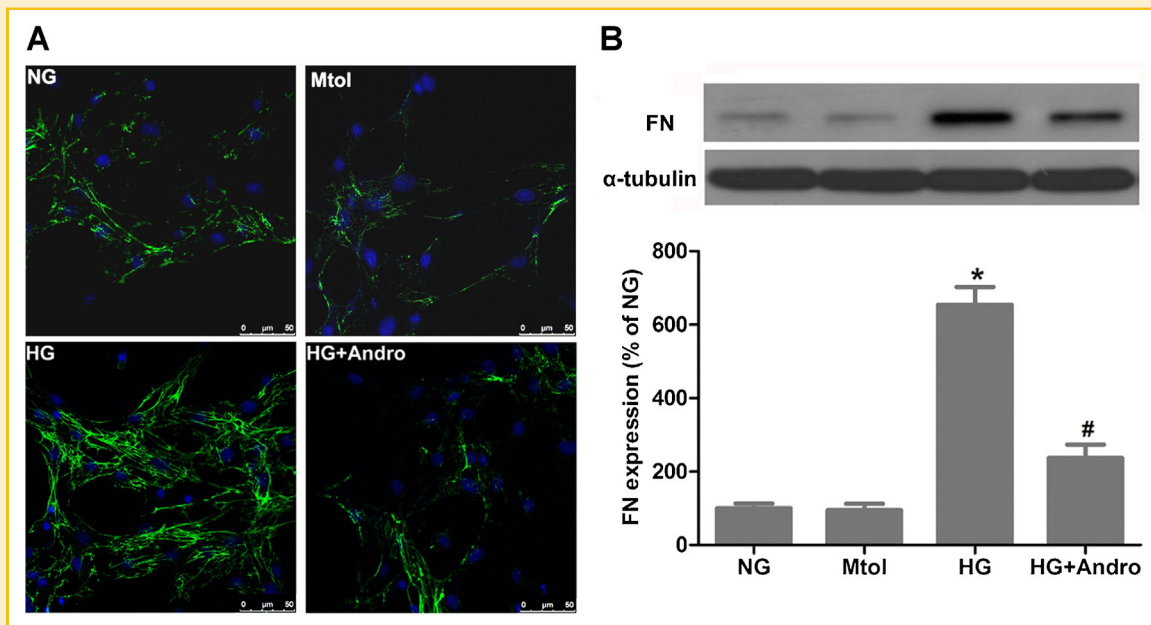 A
NG
Mtol
0 µm 50
0 µm 50
HG
HG+Andro
0 µm 50
0 µm 50
B
FN
α-tubulin
FN expression (% of NG)
800
600
400
200
0
*
#
NG Mtol HG HG+Andro